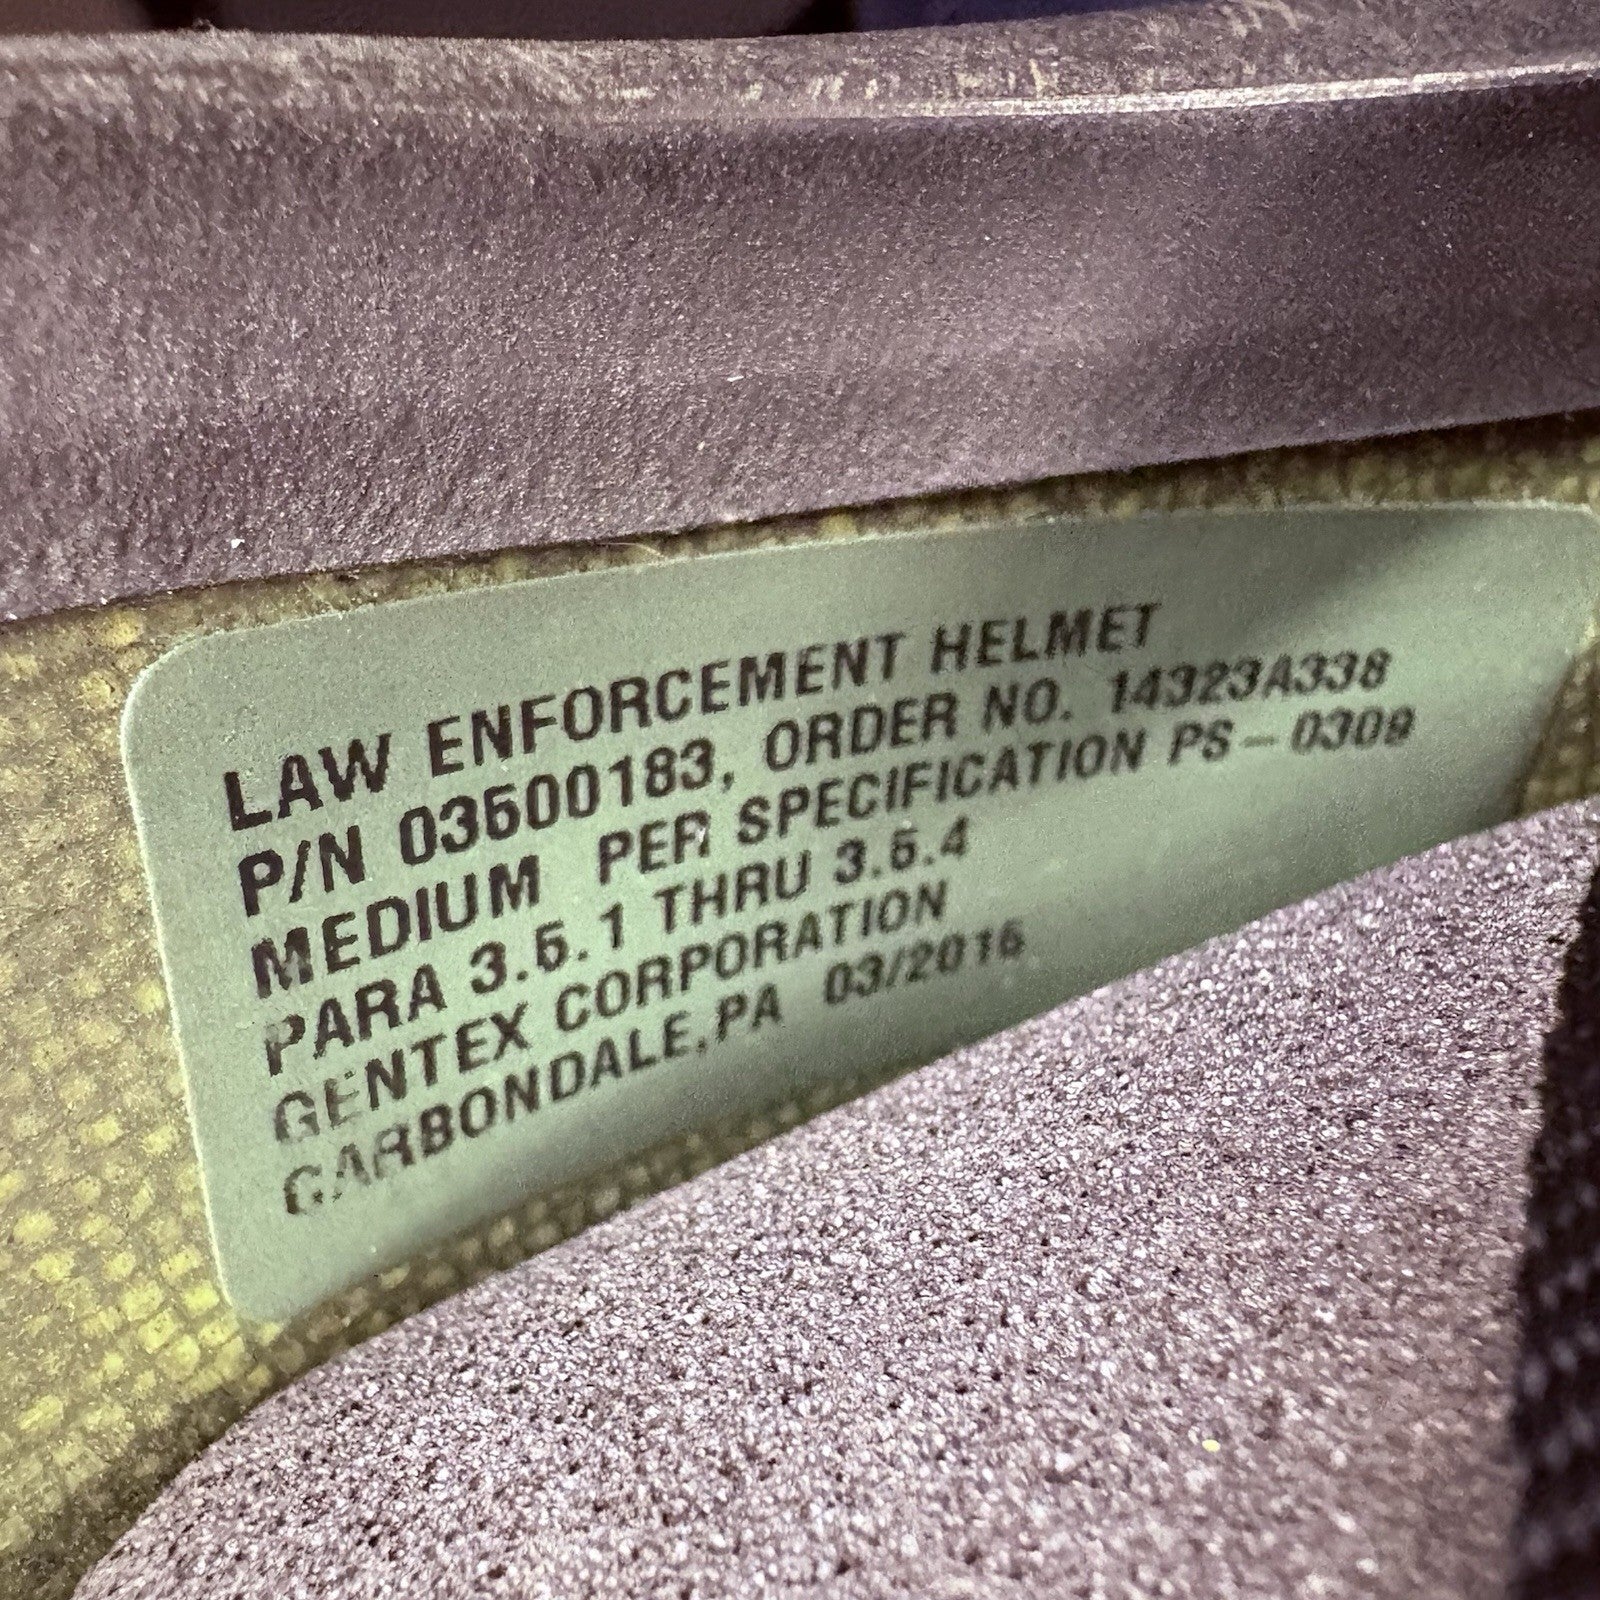 LAW ENFORCEMENT HELMET
P/N 03500183, ORDER NO. 14323A338
MEDIUM PER SPECIFICATION PS-0309
PARA 3.5.1 THRU 3.5.4
GENTEX CORPORATION
CARBONDALE,PA 03/2015